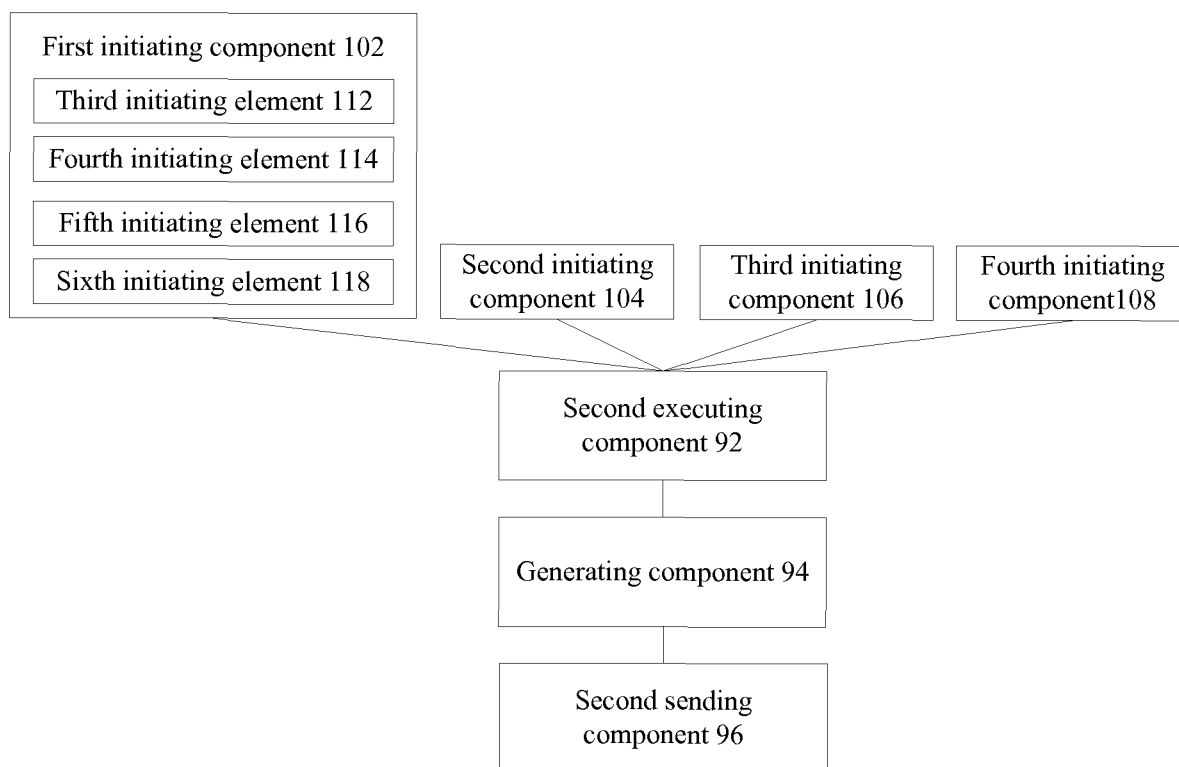 First initiating component 102
Third initiating element 112
Fourth initiating element 114
Fifth initiating element 116
Sixth initiating element 118
Second initiating
component 104
Third initiating
component 106
Fourth initiating
component108
Second executing
component 92
Generating component 94
Second sending
component 96